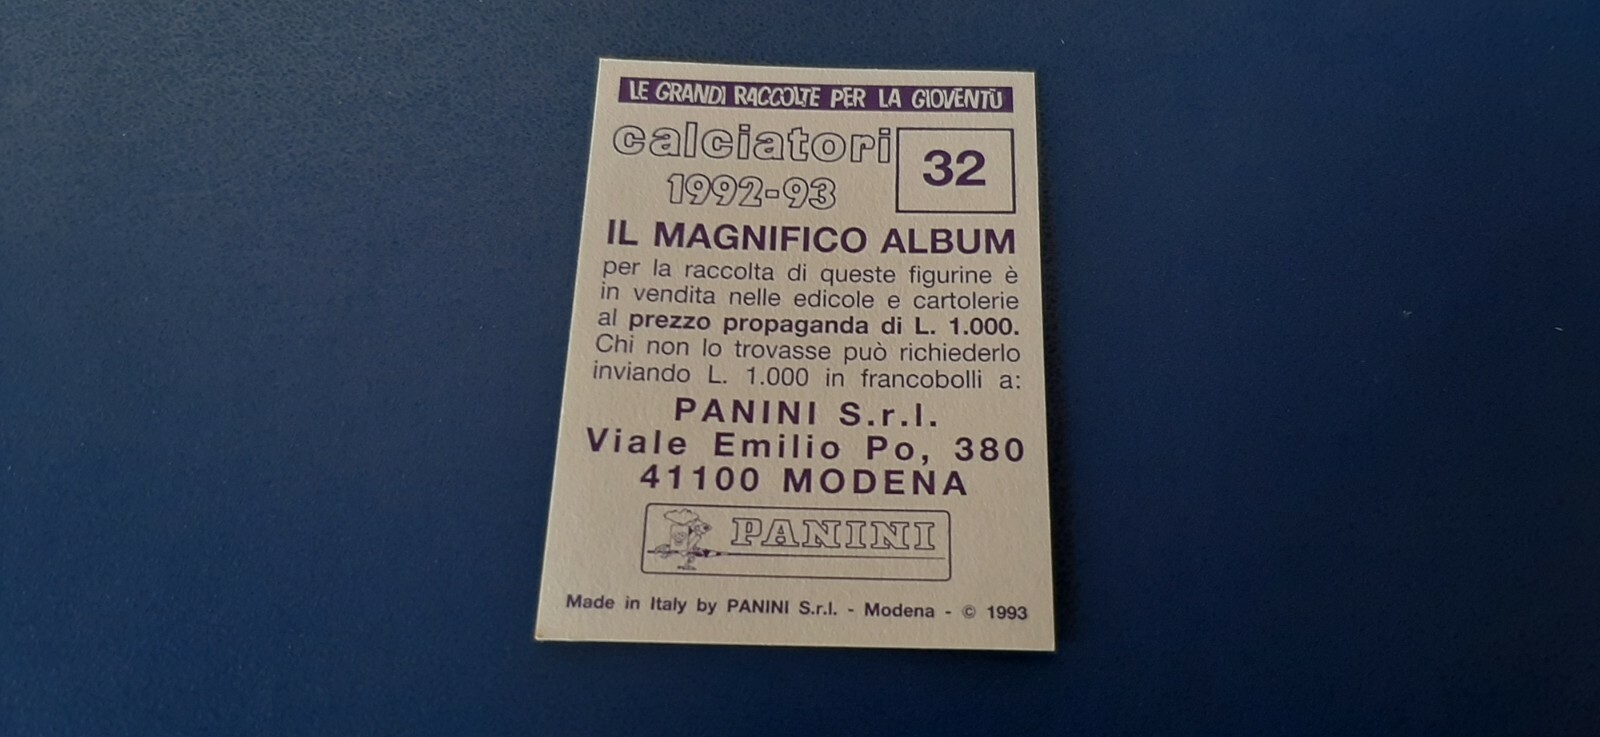 LE GRANDI RACCOLTE PER LA GIOVENTÙ
calciatori
1992-93
32
IL MAGNIFICO ALBUM
per la raccolta di queste figurine è
in vendita nelle edicole e cartolerie
al prezzo propaganda di L. 1.000.
Chi non lo trovasse può richiederlo
inviando L. 1.000 in francobolli a:
PANINI S.r.l.
Viale Emilio Po, 380
41100 MODENA
PANINI
Made in Italy by PANINI S.r.l. - Modena - © 1993